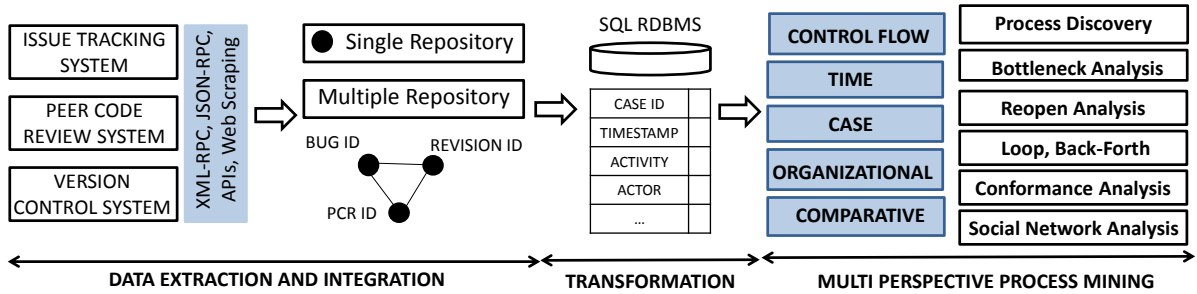 ISSUE TRACKING
SYSTEM
PEER CODE
REVIEW SYSTEM
VERSION
CONTROL SYSTEM
XML-RPC, JSON-RPC,
APIs, Web Scraping
Single Repository
Multiple Repository
BUG ID
REVISION ID
PCR ID
SQL RDBMS
CASE ID
TIMESTAMP
ACTIVITY
ACTOR
...
CONTROL FLOW
TIME
CASE
ORGANIZATIONAL
COMPARATIVE
Process Discovery
Bottleneck Analysis
Reopen Analysis
Loop, Back-Forth
Conformance Analysis
Social Network Analysis
DATA EXTRACTION AND INTEGRATION
TRANSFORMATION
MULTI PERSPECTIVE PROCESS MINING